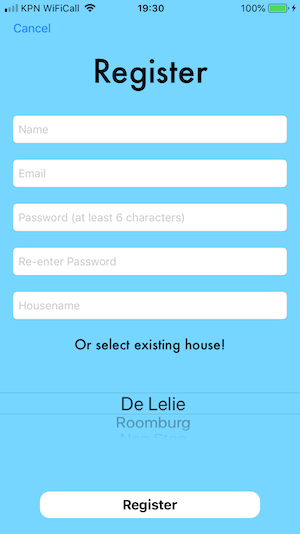 KPN WiFiCall 19:30 100%
Cancel
Register
Name
Email
Password (at least 6 characters)
Re-enter Password
Housename
Or select existing house!
De Lelie
Roomburg
Register